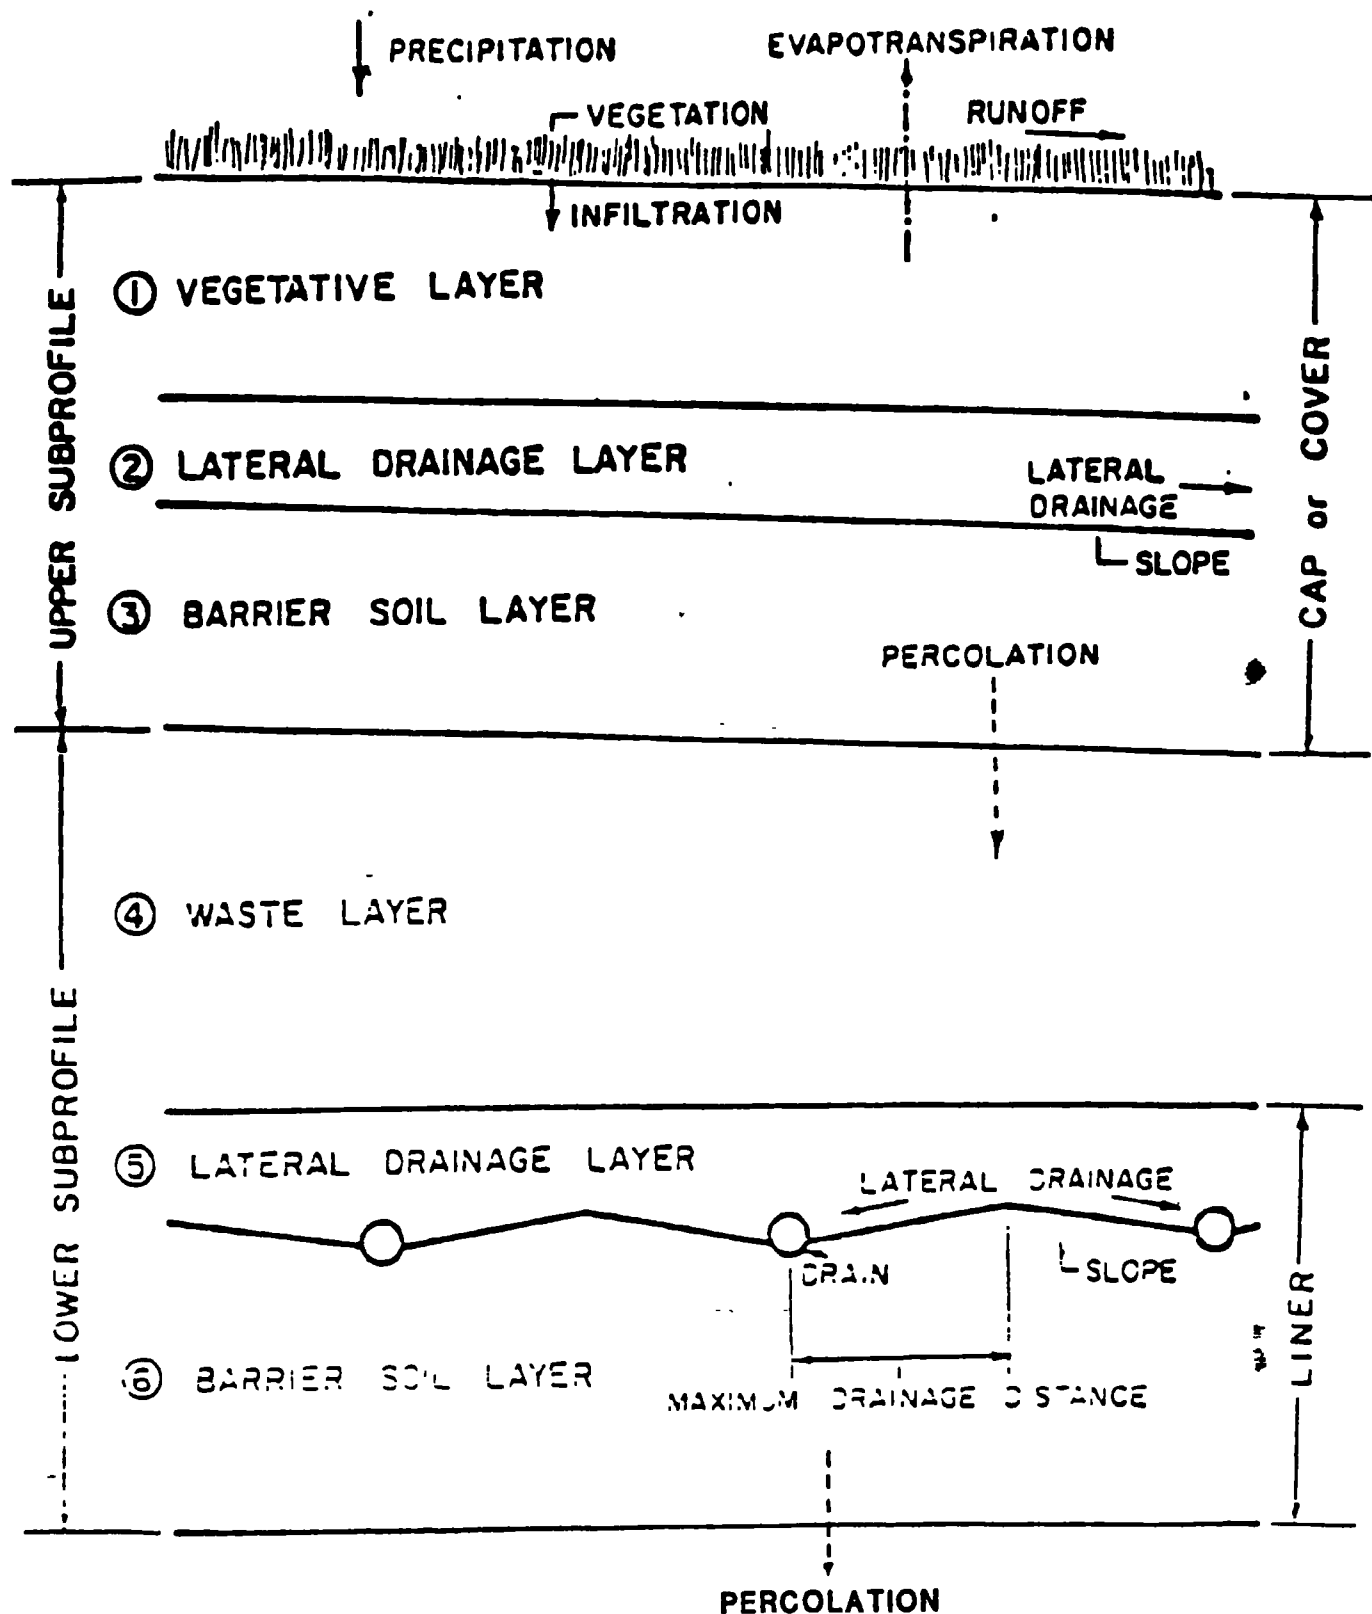 PRECIPITATION
EVAPOTRANSPIRATION
VEGETATION
RUNOFF
INFILTRATION
① VEGETATIVE LAYER
UPPER SUBPROFILE
CAP or COVER
② LATERAL DRAINAGE LAYER
LATERAL
DRAINAGE
SLOPE
③ BARRIER SOIL LAYER
PERCOLATION
④ WASTE LAYER
LOWER SUBPROFILE
⑤ LATERAL DRAINAGE LAYER
LATERAL DRAINAGE
DRAIN
SLOPE
LINER
⑥ BARRIER SOIL LAYER
MAXIMUM DRAINAGE DISTANCE
PERCOLATION